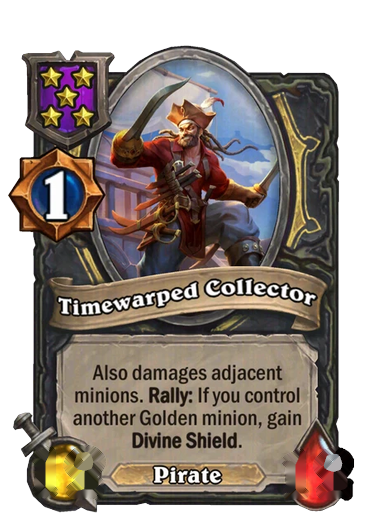 1
Timewarped Collector
Also damages adjacent
minions. Rally: If you control
another Golden minion, gain
Divine Shield.
Pirate